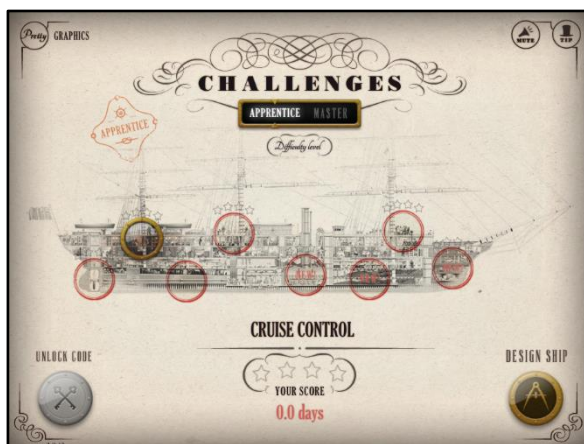 Pretty GRAPHICS
MUTE
TIP
CHALLENGES
APPRENTICE MASTER
Difficulty level
APPRENTICE
CRUISE CONTROL
UNLOCK CODE
DESIGN SHIP
YOUR SCORE
0.0 days